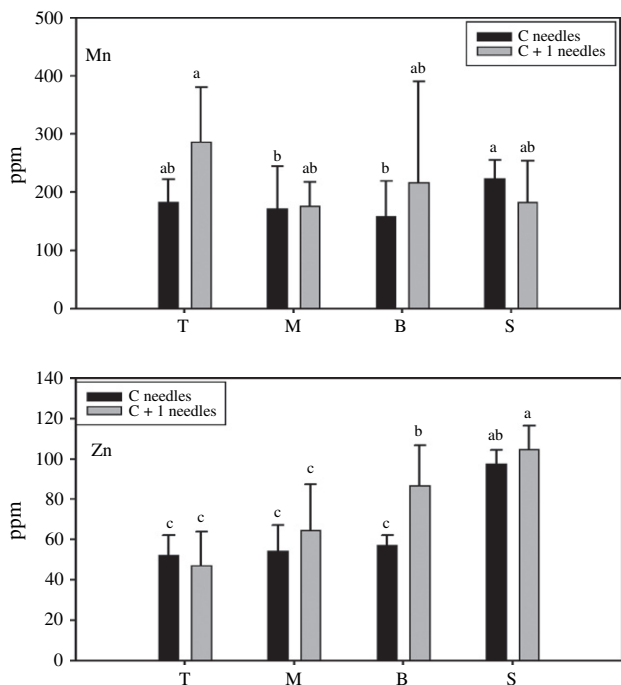 500
Mn
C needles
C + 1 needles
400
a
ab
300
ppm
ab
b
ab
b
a
ab
200
100
0
T M B S
140
C needles
C + 1 needles
120
a
ab
Zn
b
100
c
80
ppm
c c c c
60
40
20
0
T M B S